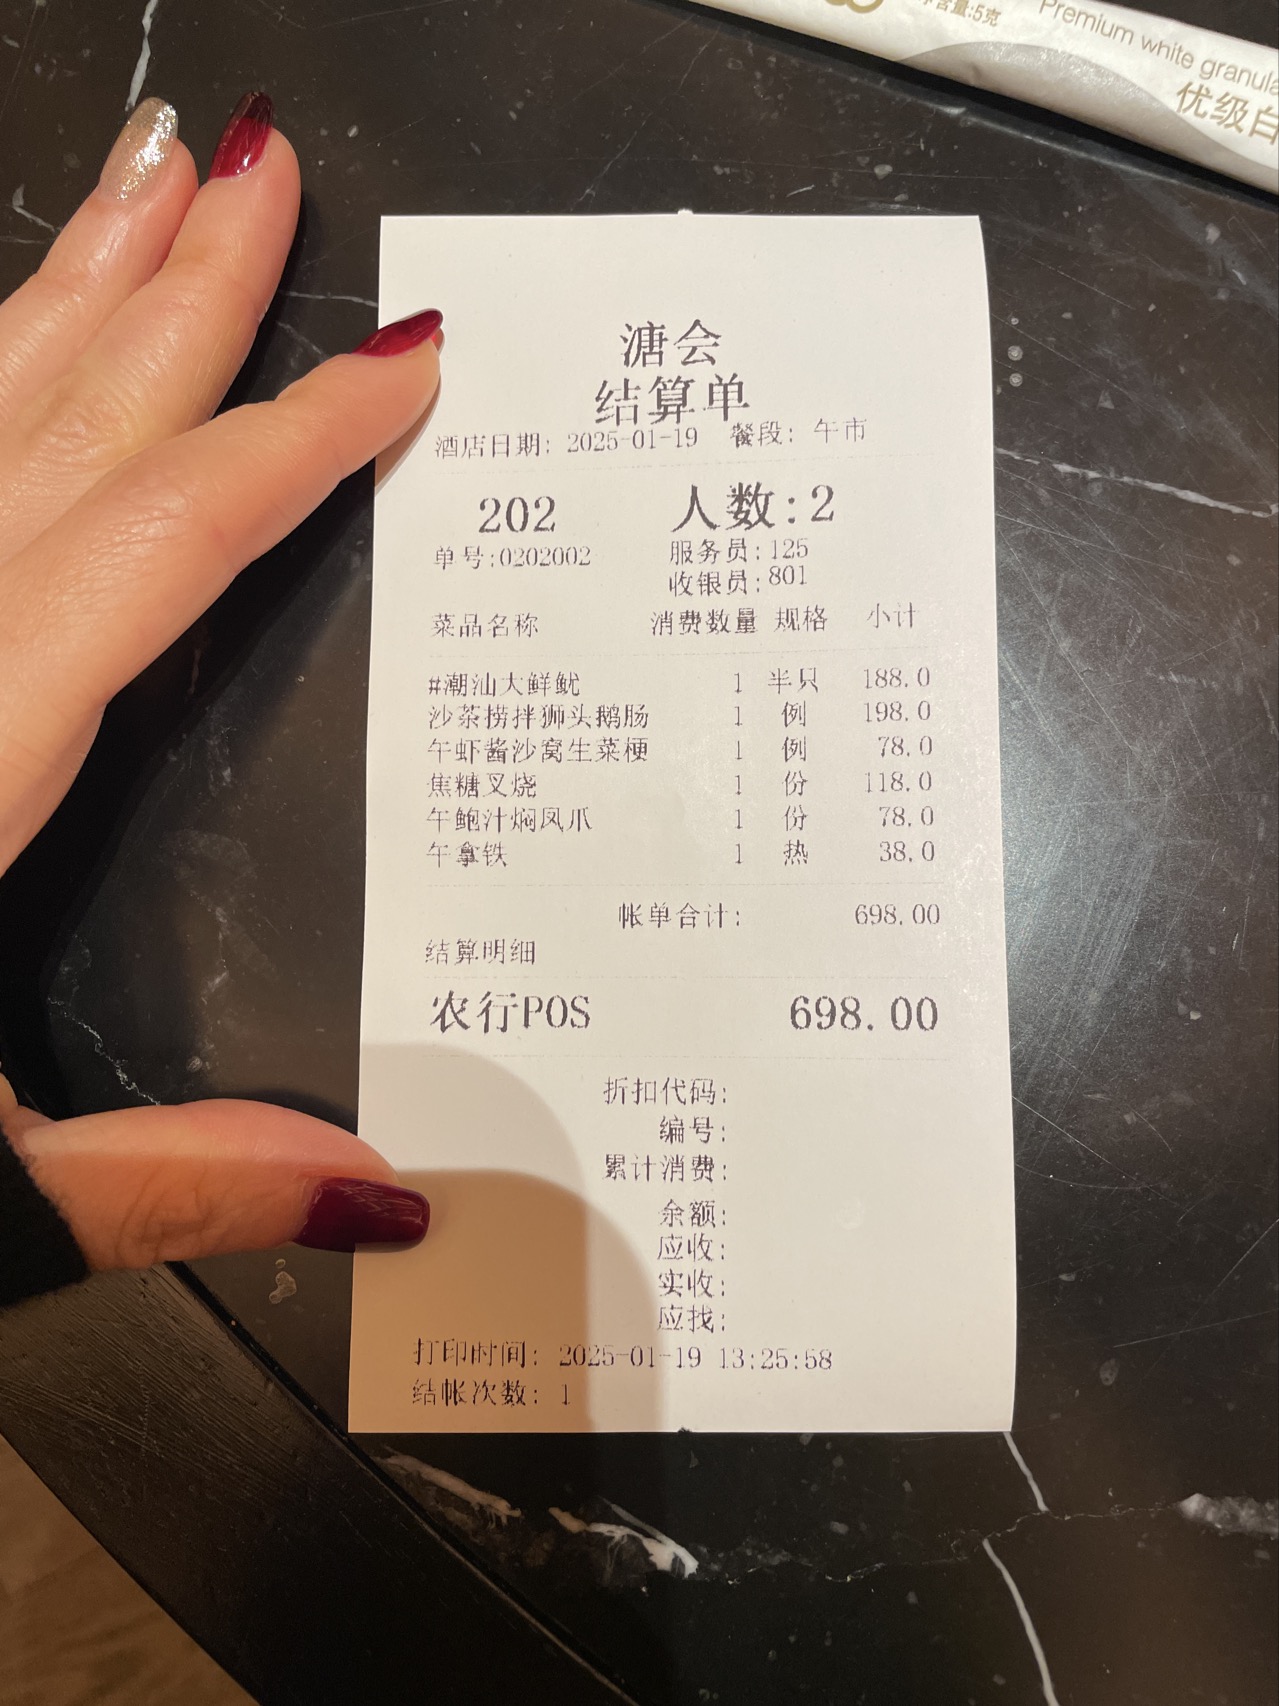 含量:5克
Premium white granula
优级白
溏会
结算单
酒店日期: 2025-01-19 餐段: 午市
202 人数:2
单号:0202002 服务员:125
收银员:801
菜品名称 消费数量 规格 小计
#潮汕大鲜鱿 1 半只 188.0
沙茶捞拌狮头鹅肠 1 例 198.0
午虾酱沙窝生菜梗 1 例 78.0
焦糖叉烧 1 份 118.0
午鲍汁焖凤爪 1 份 78.0
午拿铁 1 热 38.0
帐单合计: 698.00
结算明细
农行POS 698.00
折扣代码:
编号:
累计消费:
余额:
应收:
实收:
应找:
打印时间: 2025-01-19 13:25:58
结帐次数: 1